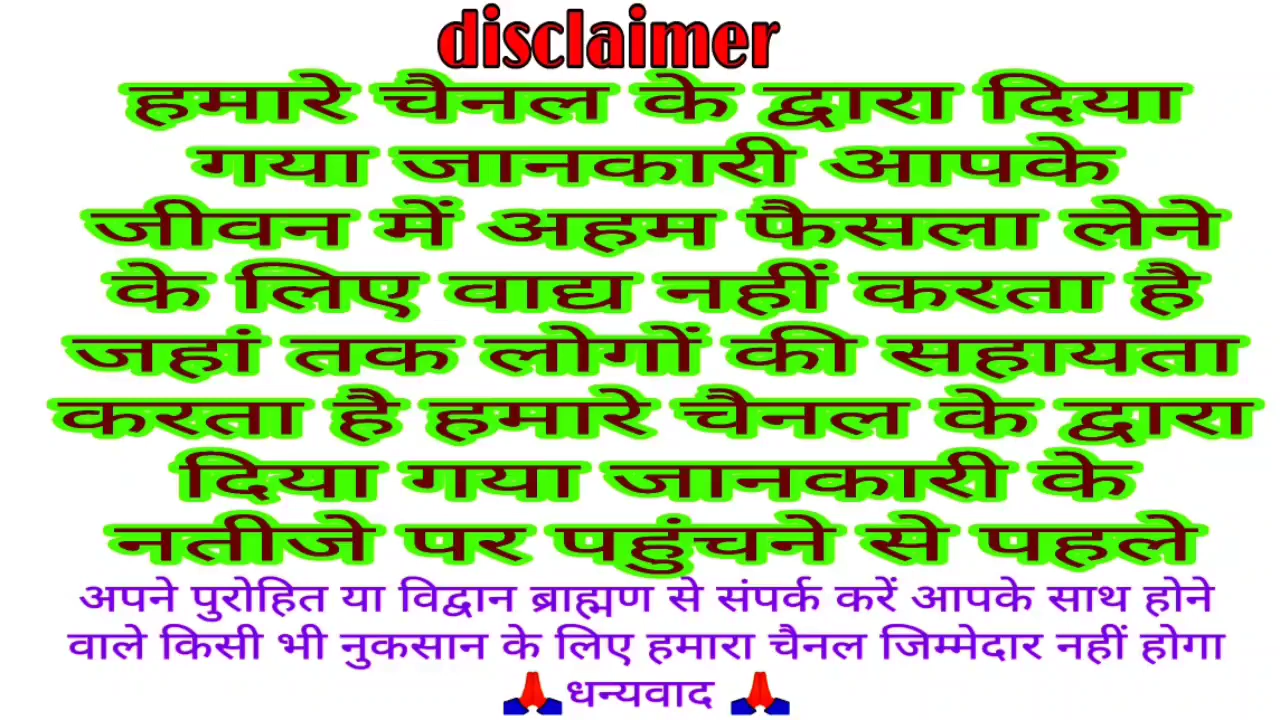 disclaimer
हमारे चैनल के द्वारा दिया
गया जानकारी आपके
जीवन में अहम फैसला लेने
के लिए वाद्य नहीं करता है
जहां तक लोगों की सहायता
करता है हमारे चैनल के द्वारा
दिया गया जानकारी के
नतीजे पर पहुंचने से पहले
अपने पुरोहित या विद्वान ब्राह्मण से संपर्क करें आपके साथ होने
वाले किसी भी नुकसान के लिए हमारा चैनल जिम्मेदार नहीं होगा
🙏धन्यवाद 🙏